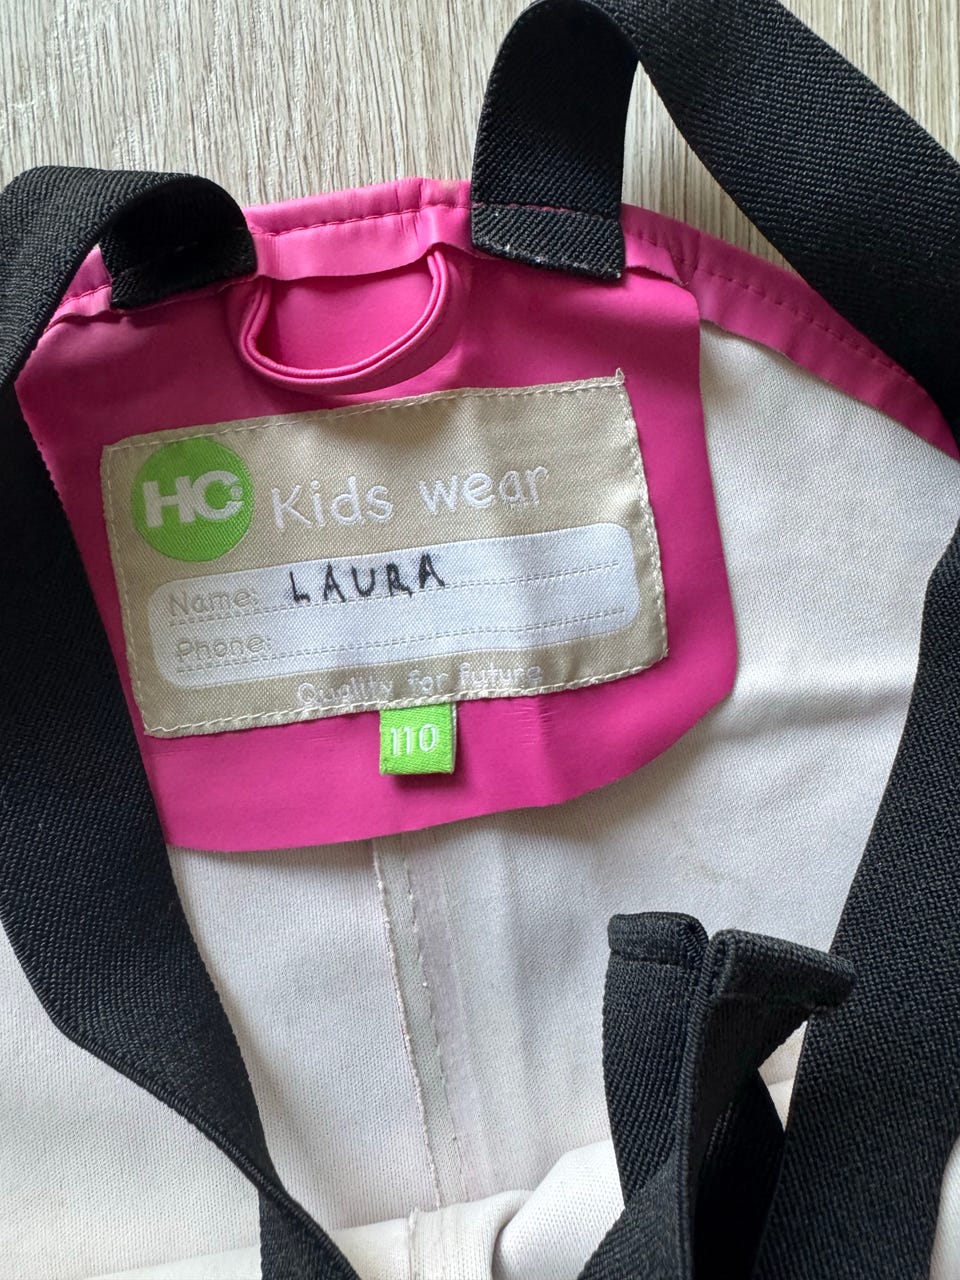 HC® Kids wear
Name: LAURA
Phone:
Quality for future
110